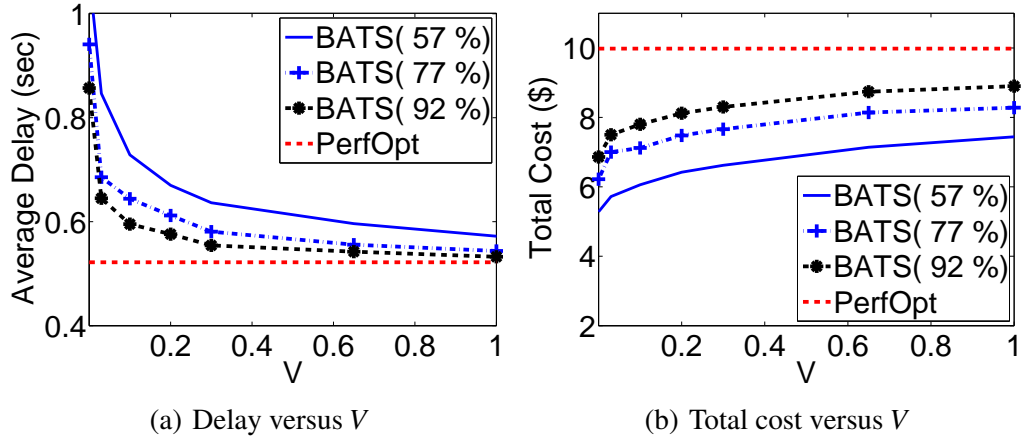 1
0.8
0.6
0.4
Average Delay (sec)
BATS( 57 %)
BATS( 77 %)
BATS( 92 %)
PerfOpt
0.2
0.4
0.6
0.8
1
V
(a) Delay versus V
10
8
6
4
2
Total Cost ($)
BATS( 57 %)
BATS( 77 %)
BATS( 92 %)
PerfOpt
0.2
0.4
0.6
0.8
1
V
(b) Total cost versus V